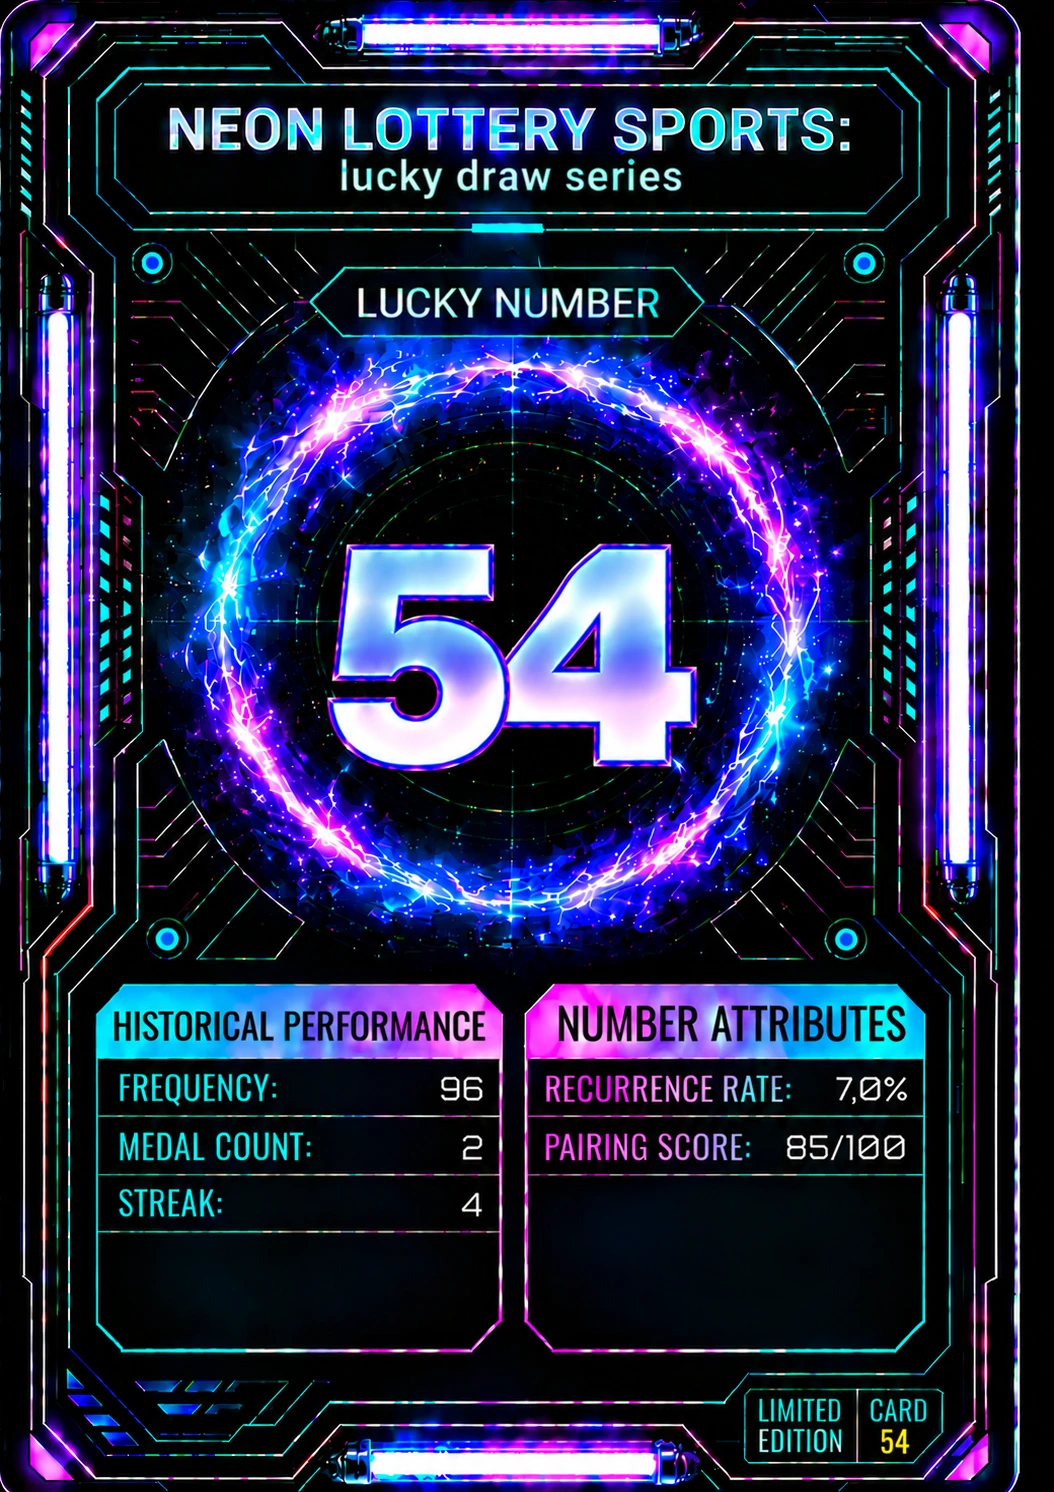 NEON LOTTERY SPORTS:
lucky draw series
LUCKY NUMBER
54
HISTORICAL PERFORMANCE
FREQUENCY: 96
MEDAL COUNT: 2
STREAK: 4
NUMBER ATTRIBUTES
RECURRENCE RATE: 7,0%
PAIRING SCORE: 85/100
LIMITED
EDITION
CARD
54